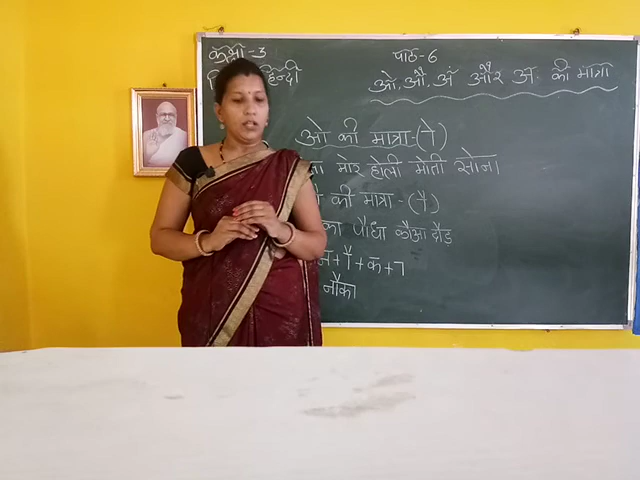 कक्षा-3
हिन्दी
पाठ-6
ओ, औ, अं और अः की मात्रा
ओ की मात्रा-(ो)
मोर होली मोती सोना
की मात्रा - (ौ)
पौधा कौआ दौड़
न + ौ + क + ा
नौका